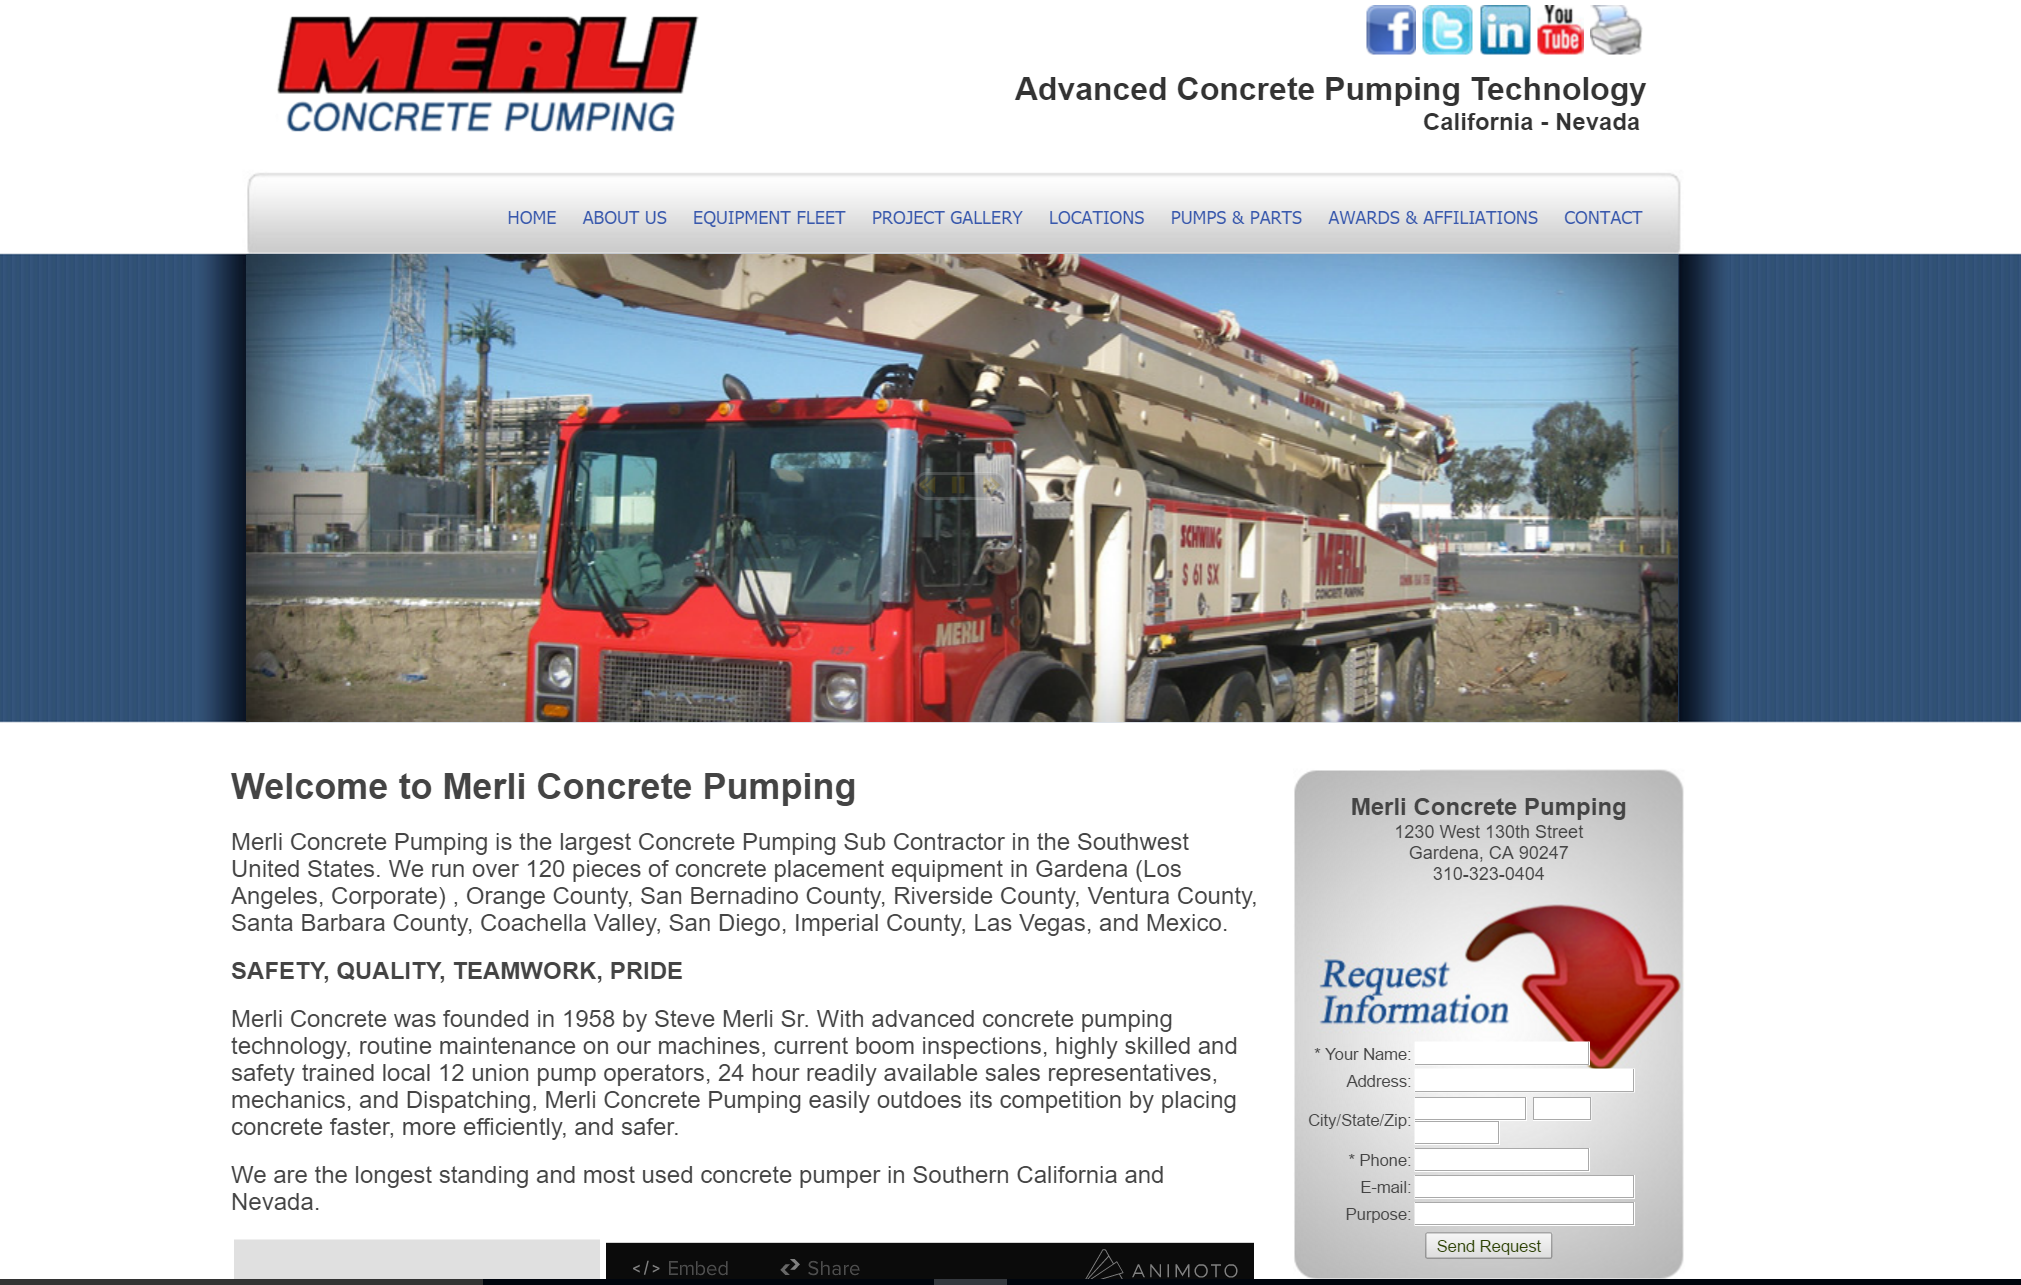 MERLI
CONCRETE PUMPING
f t in You Tube
Advanced Concrete Pumping Technology
California - Nevada
HOME ABOUT US EQUIPMENT FLEET PROJECT GALLERY LOCATIONS PUMPS & PARTS AWARDS & AFFILIATIONS CONTACT
MERLI
SCHWING
S 61 SX
MERLI
CONCRETE PUMPING
MERLI
Welcome to Merli Concrete Pumping
Merli Concrete Pumping is the largest Concrete Pumping Sub Contractor in the Southwest
United States. We run over 120 pieces of concrete placement equipment in Gardena (Los
Angeles, Corporate) , Orange County, San Bernadino County, Riverside County, Ventura County,
Santa Barbara County, Coachella Valley, San Diego, Imperial County, Las Vegas, and Mexico.
SAFETY, QUALITY, TEAMWORK, PRIDE
Merli Concrete was founded in 1958 by Steve Merli Sr. With advanced concrete pumping
technology, routine maintenance on our machines, current boom inspections, highly skilled and
safety trained local 12 union pump operators, 24 hour readily available sales representatives,
mechanics, and Dispatching, Merli Concrete Pumping easily outdoes its competition by placing
concrete faster, more efficiently, and safer.
We are the longest standing and most used concrete pumper in Southern California and
Nevada.
</> Embed Share ANIMOTO
Merli Concrete Pumping
1230 West 130th Street
Gardena, CA 90247
310-323-0404
Request
Information
* Your Name:
Address:
City/State/Zip:
* Phone:
E-mail:
Purpose:
Send Request